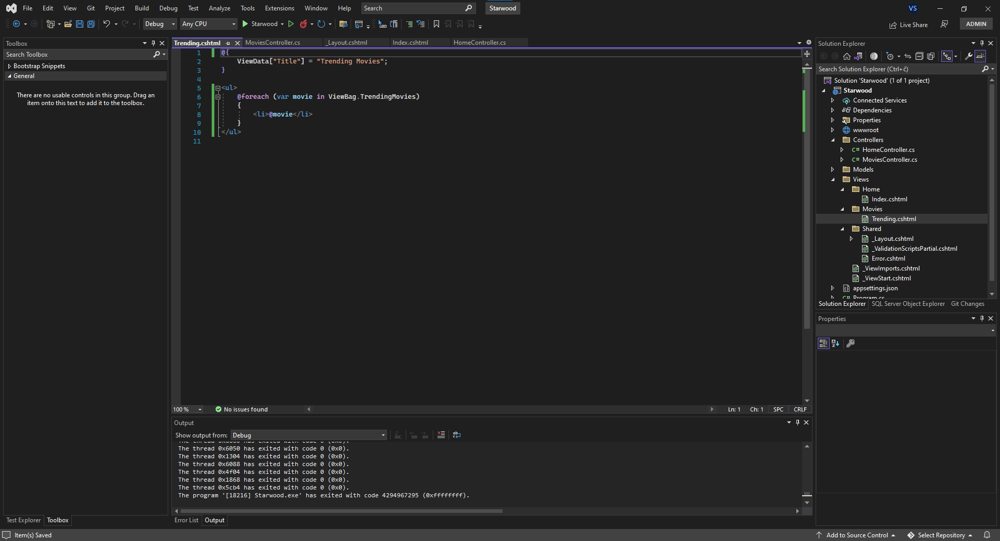 File Edit View Git Project Build Debug Test Analyze Tools Extensions Window Help Search Starwood VS
Debug Any CPU Starwood Live Share ADMIN
Toolbox
Search Toolbox
Bootstrap Snippets
General
There are no usable controls in this group. Drag an
item onto this text to add it to the toolbox.
Test Explorer Toolbox
Trending.cshtml MoviesController.cs _Layout.cshtml Index.cshtml HomeController.cs
1 @{
2 ViewData["Title"] = "Trending Movies";
3 }
4
5 <ul>
6 @foreach (var movie in ViewBag.TrendingMovies)
7 {
8 <li>@movie</li>
9 }
10 </ul>
11
100 % No issues found Ln: 1 Ch: 1 SPC CRLF
Output
Show output from: Debug
The thread 0x6050 has exited with code 0 (0x0).
The thread 0x1304 has exited with code 0 (0x0).
The thread 0x6088 has exited with code 0 (0x0).
The thread 0x4f04 has exited with code 0 (0x0).
The thread 0x1868 has exited with code 0 (0x0).
The thread 0x5cb4 has exited with code 0 (0x0).
The program '[18216] Starwood.exe' has exited with code 4294967295 (0xffffffff).
Error List Output
Solution Explorer
Search Solution Explorer (Ctrl+č)
Solution 'Starwood' (1 of 1 project)
Starwood
Connected Services
Dependencies
Properties
wwwroot
Controllers
C# HomeController.cs
C# MoviesController.cs
Models
Views
Home
Index.cshtml
Movies
Trending.cshtml
Shared
_Layout.cshtml
_ValidationScriptsPartial.cshtml
Error.cshtml
_ViewImports.cshtml
_ViewStart.cshtml
appsettings.json
C# Program.cs
Solution Explorer SQL Server Object Explorer Git Changes
Properties
Item(s) Saved Add to Source Control Select Repository